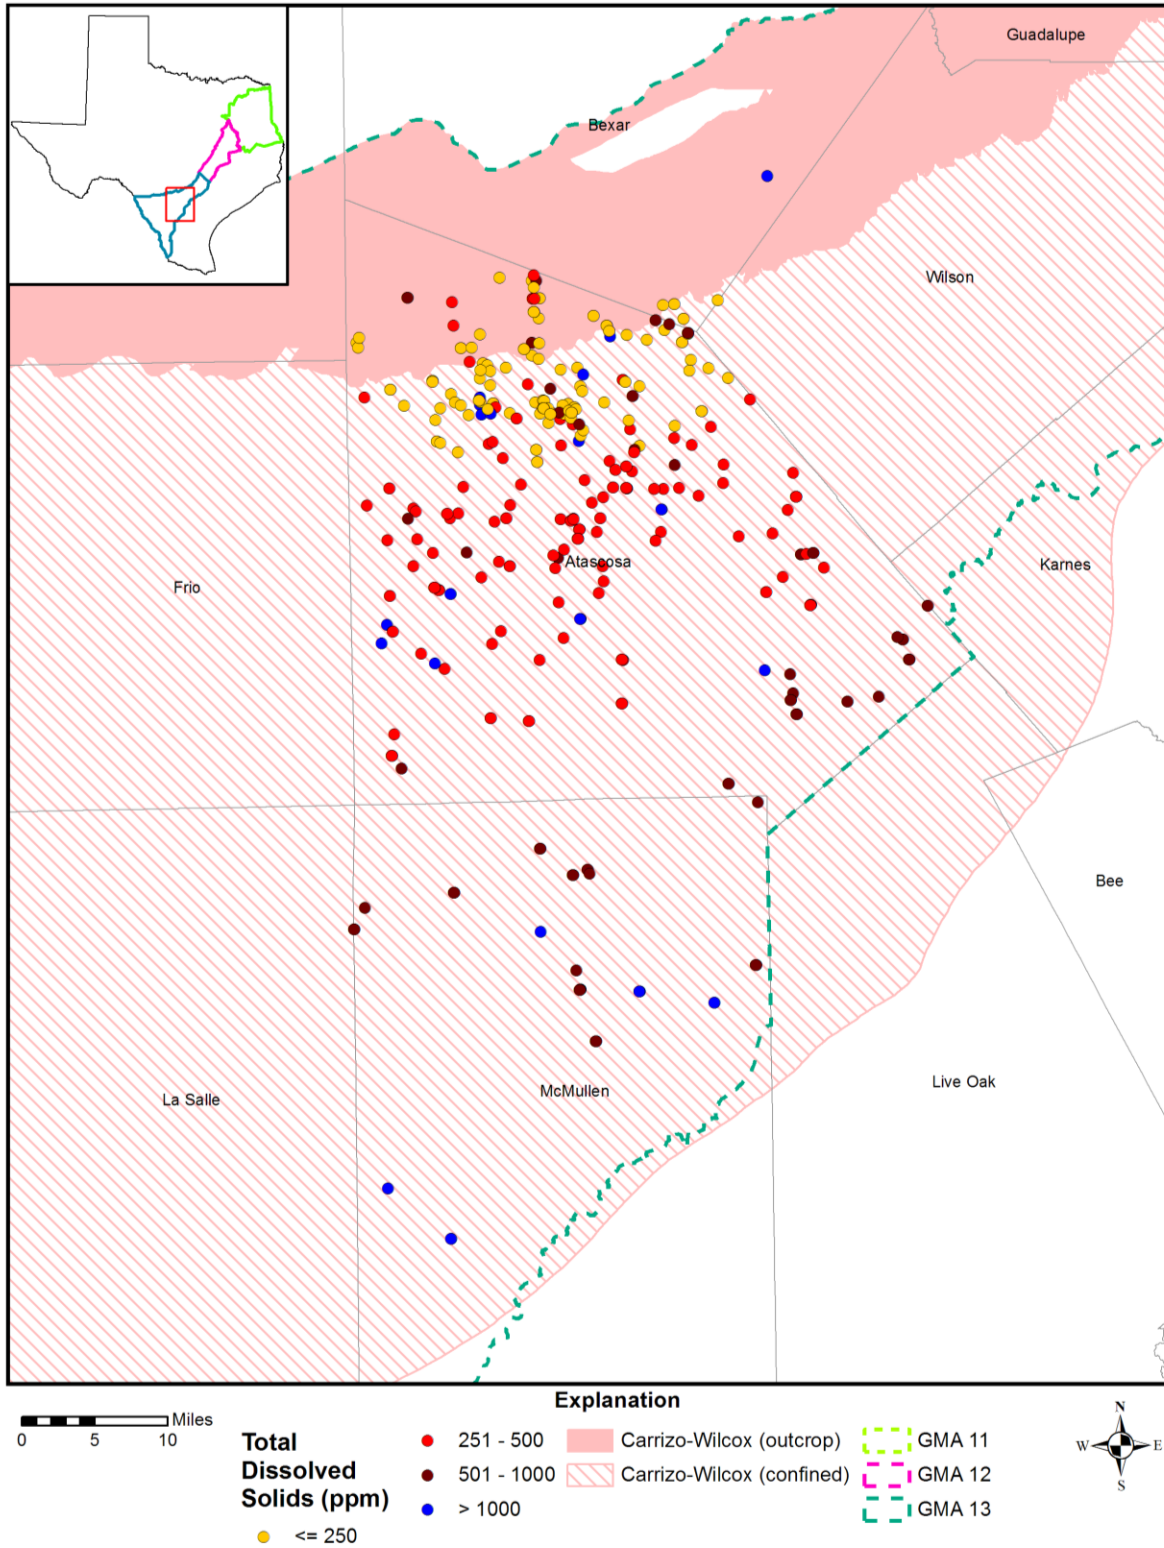 Guadalupe
Bexar
Wilson
Karnes
Atascosa
Frio
Bee
Live Oak
McMullen
La Salle
Explanation
Miles
0 5 10
Total
Dissolved
Solids (ppm)
<= 250
251 - 500
501 - 1000
> 1000
Carrizo-Wilcox (outcrop)
Carrizo-Wilcox (confined)
GMA 11
GMA 12
GMA 13
N
W E
S